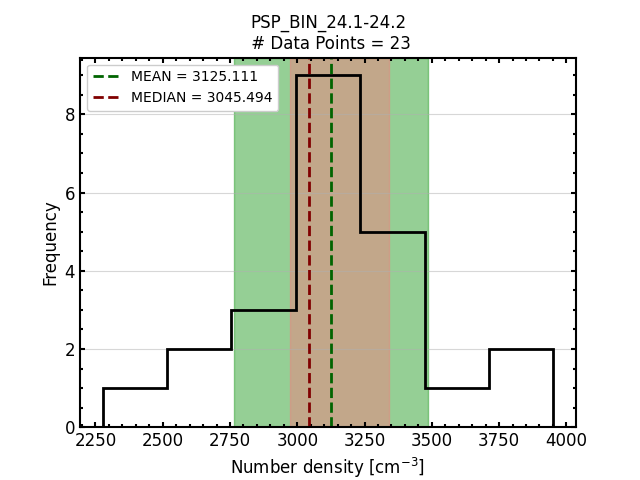 PSP_BIN_24.1-24.2
# Data Points = 23
MEAN = 3125.111
MEDIAN = 3045.494
8
6
4
2
0
Frequency
2250 2500 2750 3000 3250 3500 3750 4000
Number density [cm⁻³]